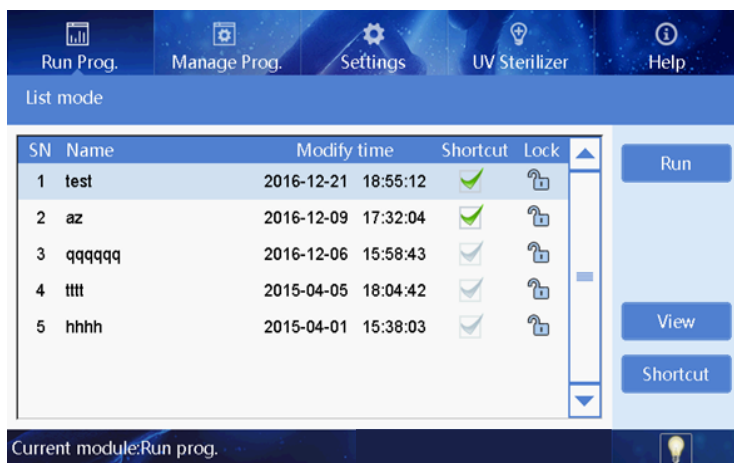 Run Prog. Manage Prog. Settings UV Sterilizer Help
List mode
SN Name Modify time Shortcut Lock
1 test 2016-12-21 18:55:12
2 az 2016-12-09 17:32:04
3 qqqqqq 2016-12-06 15:58:43
4 tttt 2015-04-05 18:04:42
5 hhhh 2015-04-01 15:38:03
Run
View
Shortcut
Current module:Run prog.